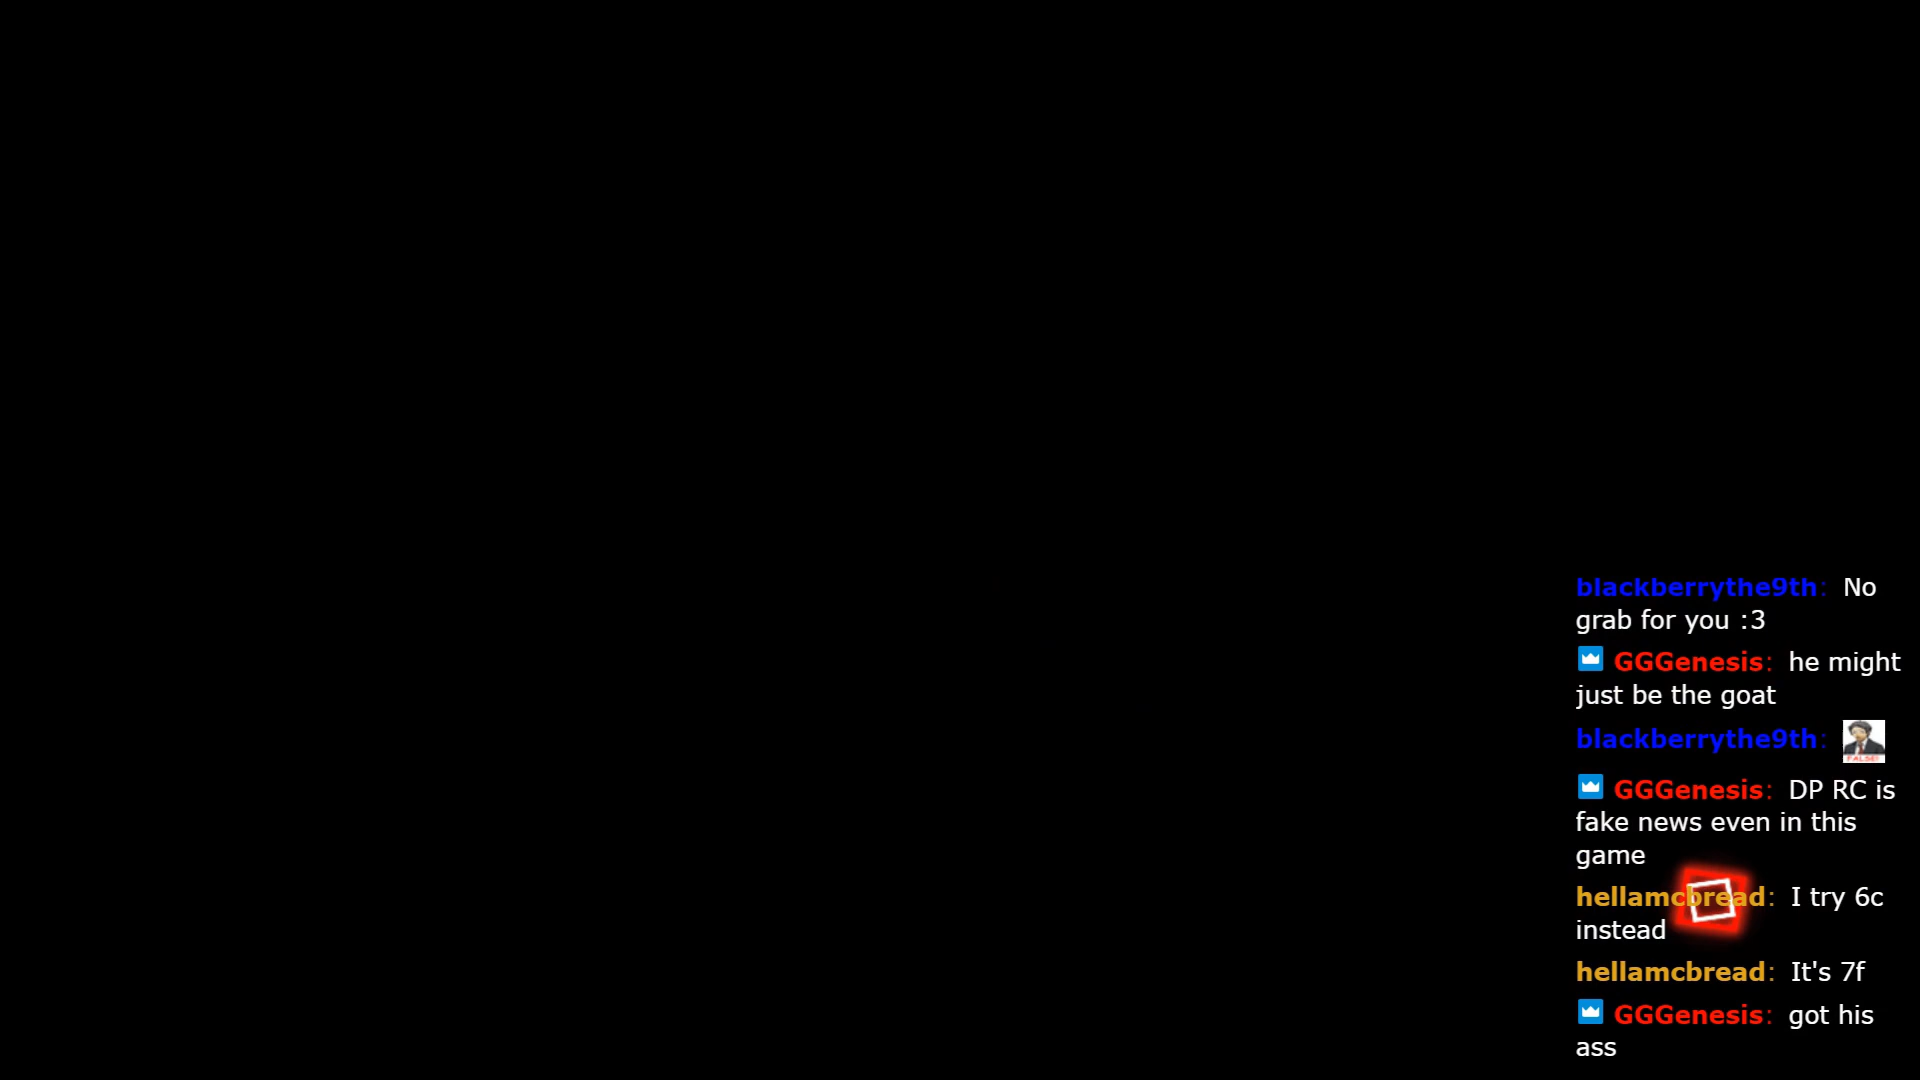 blackberrythe9th: No
grab for you :3
GGGenesis: he might
just be the goat
blackberrythe9th:
FALSE!
GGGenesis: DP RC is
fake news even in this
game
hellamcbread: I try 6c
instead
hellamcbread: It's 7f
GGGenesis: got his
ass